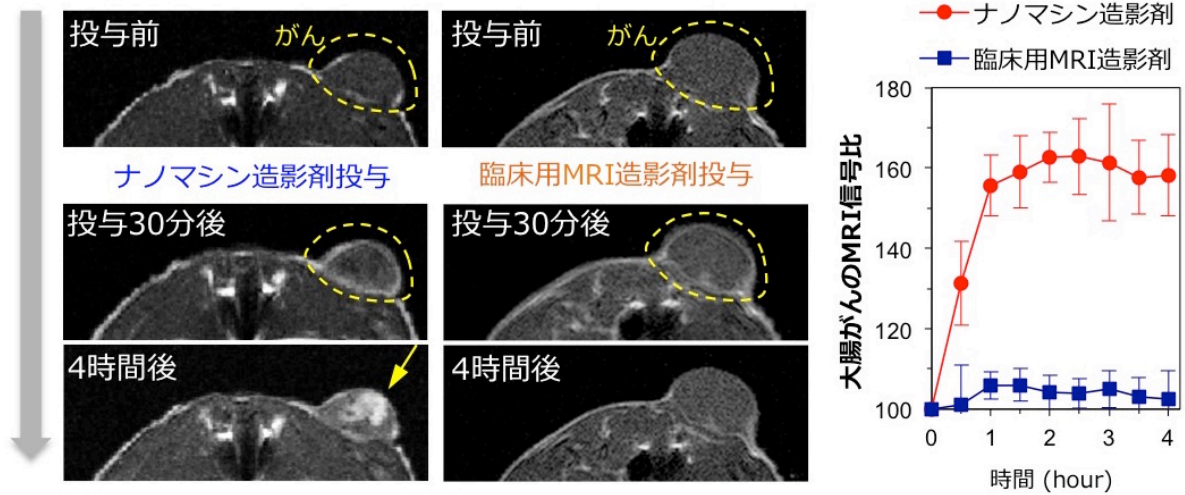 投与前
がん
投与前
がん
ナノマシン造影剤投与
臨床用MRI造影剤投与
投与30分後
投与30分後
4時間後
4時間後
ナノマシン造影剤
臨床用MRI造影剤
大腸がんのMRI信号比
180
160
140
120
100
0
1
2
3
4
時間 (hour)